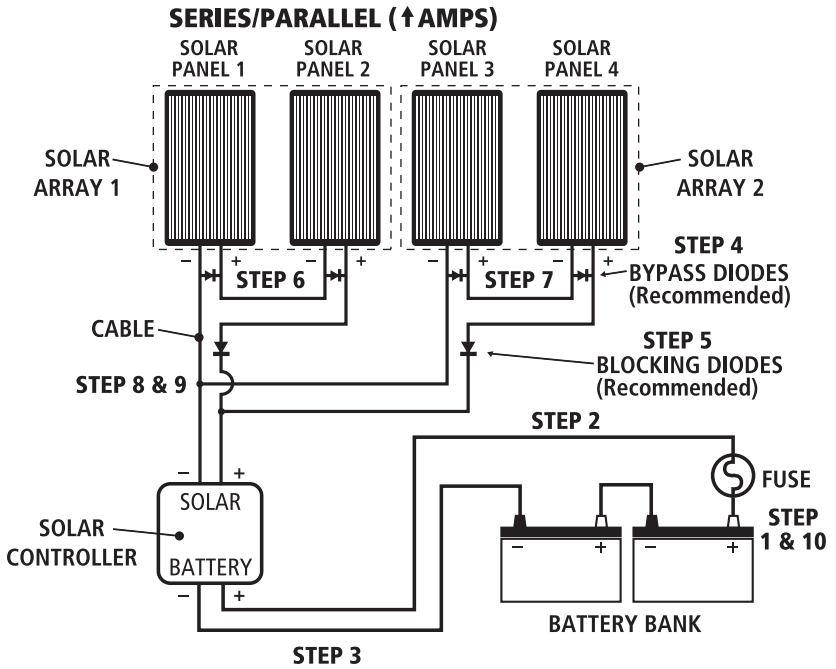 SERIES/PARALLEL (↑AMPS)
SOLAR PANEL 1
SOLAR PANEL 2
SOLAR PANEL 3
SOLAR PANEL 4
SOLAR ARRAY 1
SOLAR ARRAY 2
− + − + − + − +
STEP 4
BYPASS DIODES
(Recommended)
STEP 6
STEP 7
CABLE
STEP 5
BLOCKING DIODES
(Recommended)
STEP 8 & 9
STEP 2
− +
SOLAR
FUSE
SOLAR CONTROLLER
STEP
1 & 10
− + − +
BATTERY
− +
BATTERY BANK
STEP 3